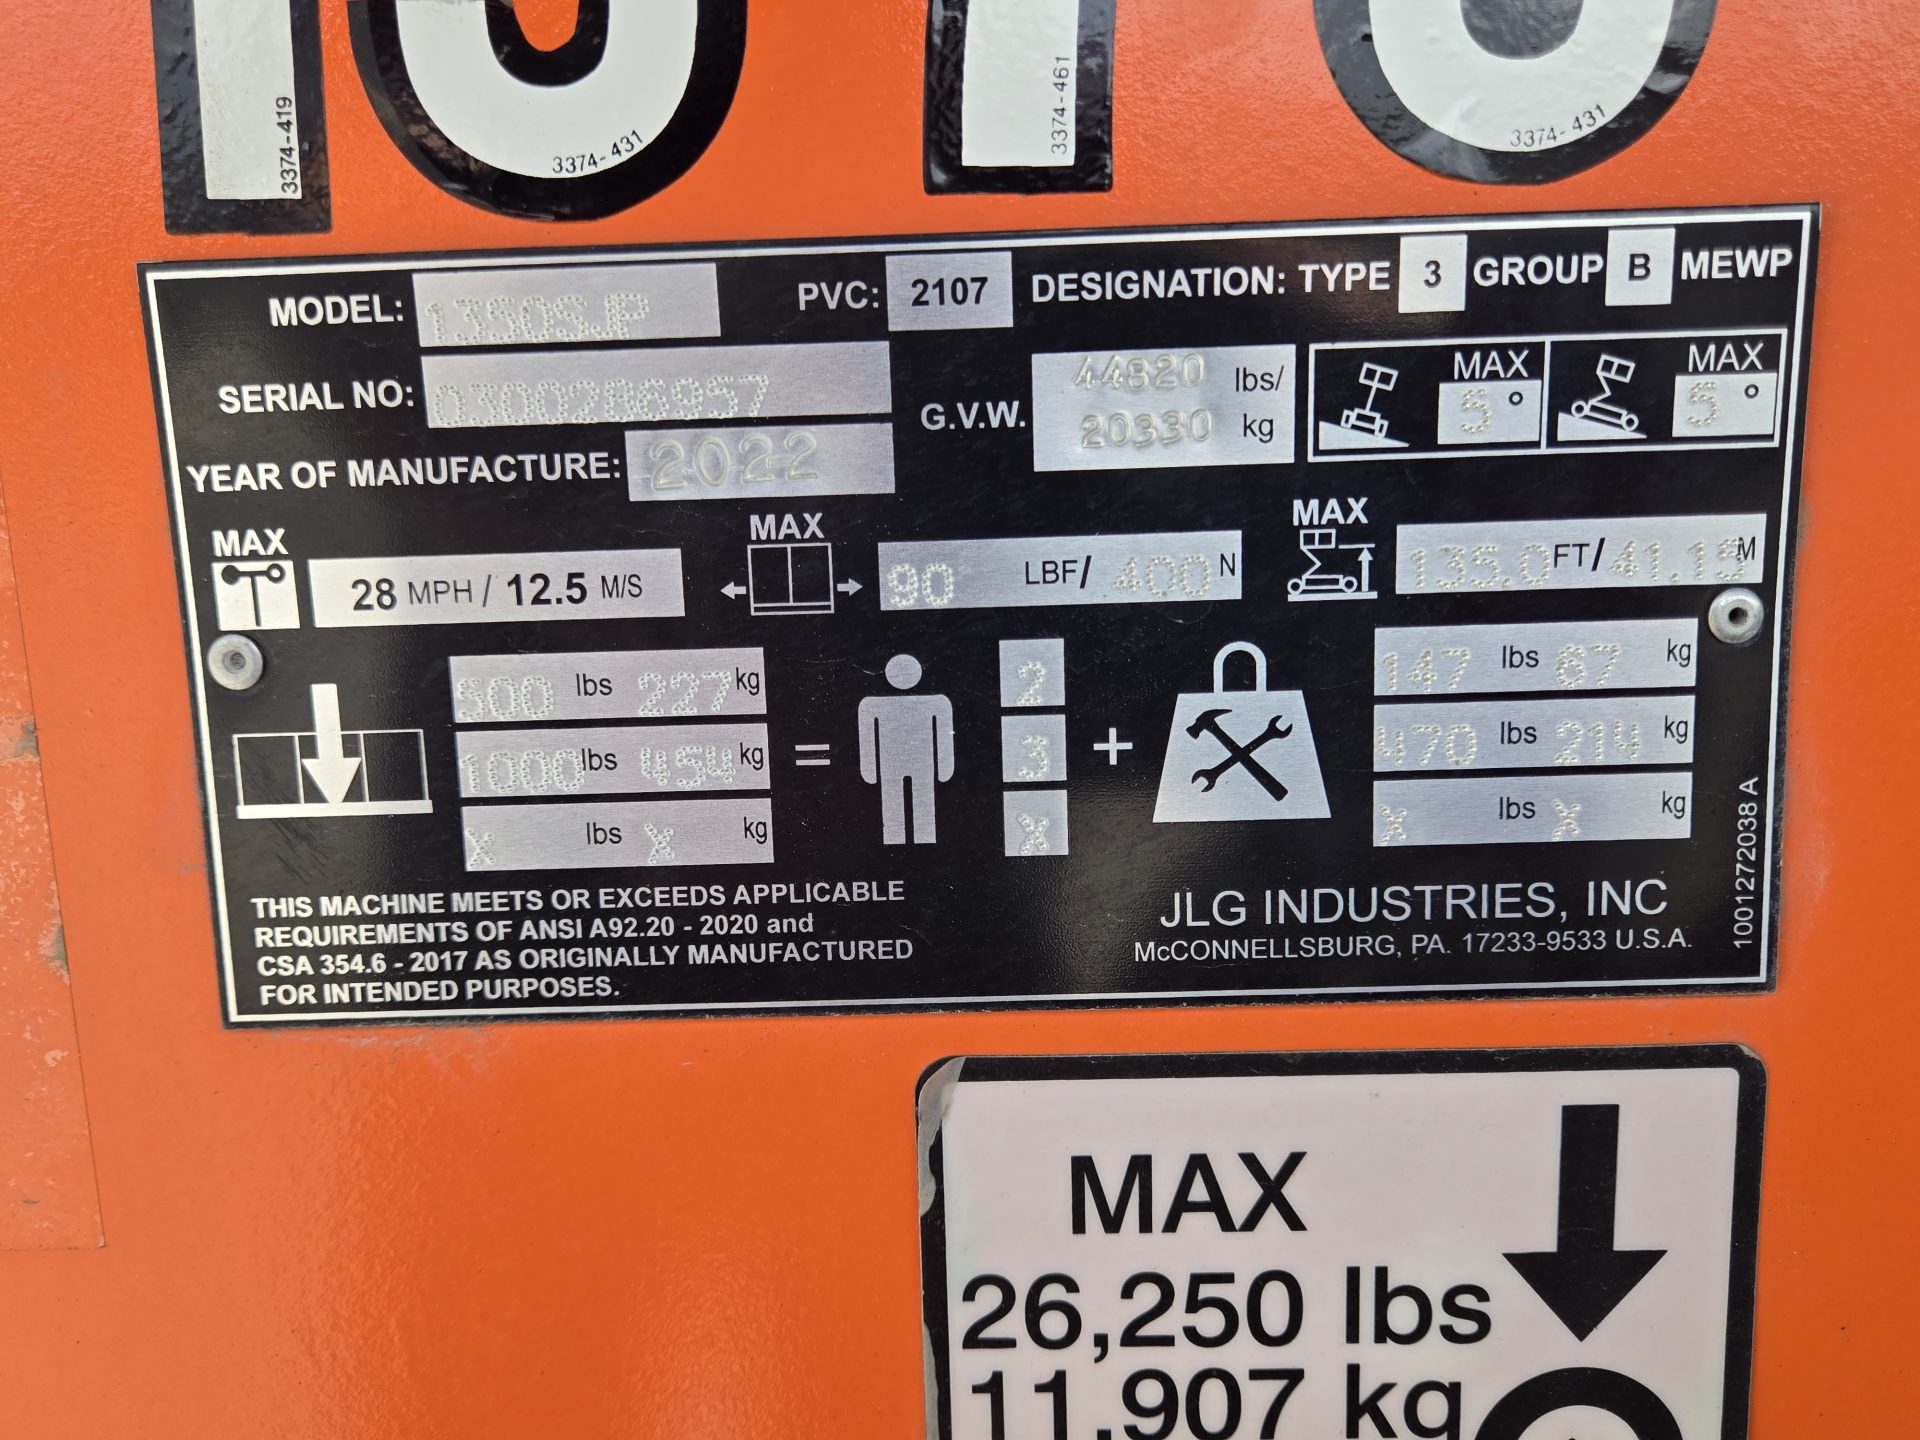 3374-419
3374-431
3374-461
3374-431
MODEL: 1350SJP PVC: 2107 DESIGNATION: TYPE 3 GROUP B MEWP
SERIAL NO: 0300286957
G.V.W. 44820 lbs/
20330 kg
MAX 5° MAX 5°
YEAR OF MANUFACTURE: 2022
MAX 28 MPH / 12.5 M/S MAX 90 LBF/ 400 N MAX 135.0 FT/ 41.15 M
500 lbs 227 kg 2 147 lbs 67 kg
1000 lbs 454 kg = 3 + 470 lbs 214 kg
X lbs X kg X X lbs X kg
THIS MACHINE MEETS OR EXCEEDS APPLICABLE
REQUIREMENTS OF ANSI A92.20 - 2020 and
CSA 354.6 - 2017 AS ORIGINALLY MANUFACTURED
FOR INTENDED PURPOSES.
JLG INDUSTRIES, INC
McCONNELLSBURG, PA. 17233-9533 U.S.A.
1001272038 A
MAX
26,250 lbs
11,907 kg